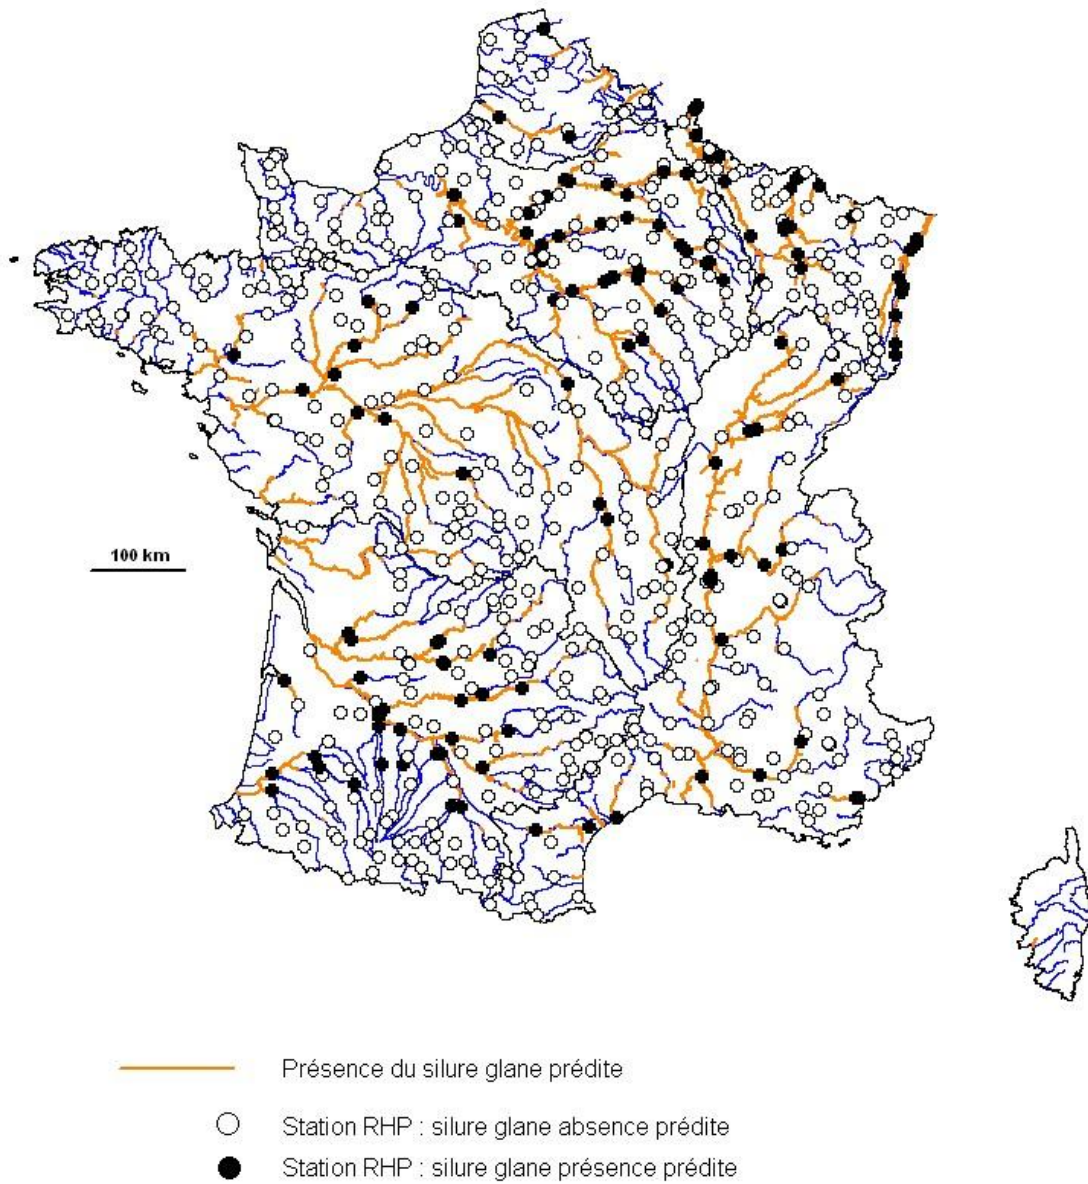 100 km
Présence du silure glane prédite
Station RHP : silure glane absence prédite
Station RHP : silure glane présence prédite